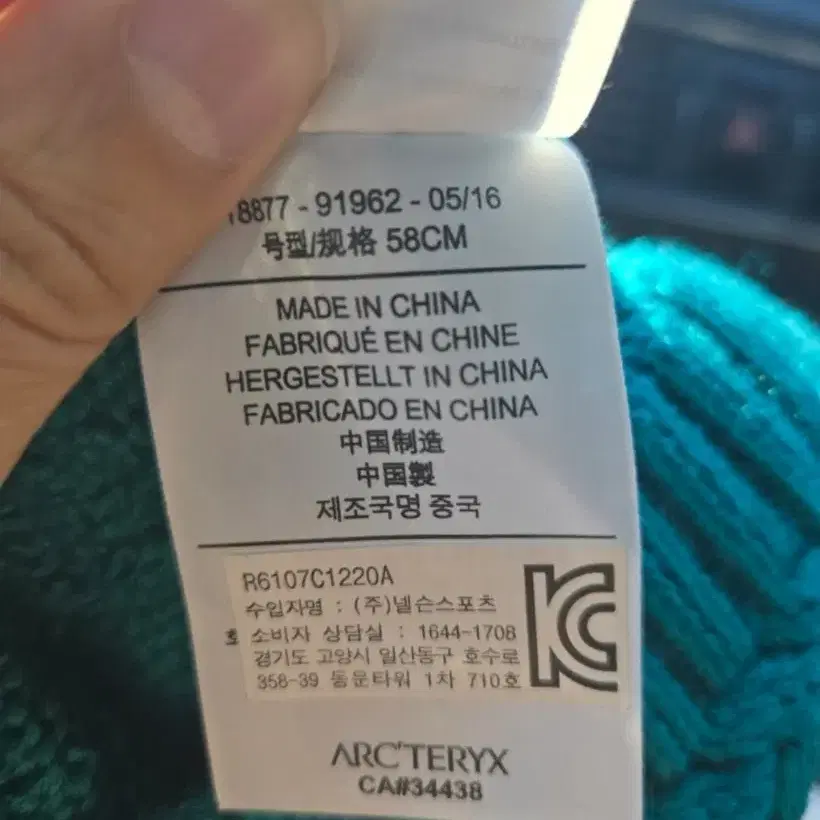 18877 - 91962 - 05/16
号型/规格 58CM
MADE IN CHINA
FABRIQUÉ EN CHINE
HERGESTELLT IN CHINA
FABRICADO EN CHINA
中国制造
中国製
제조국명 중국
R6107C1220A
수입자명 : (주)넬슨스포츠
소비자 상담실 : 1644-1708
경기도 고양시 일산동구 호수로
358-39 동문타워 1차 710호
ARC'TERYX
CA#34438